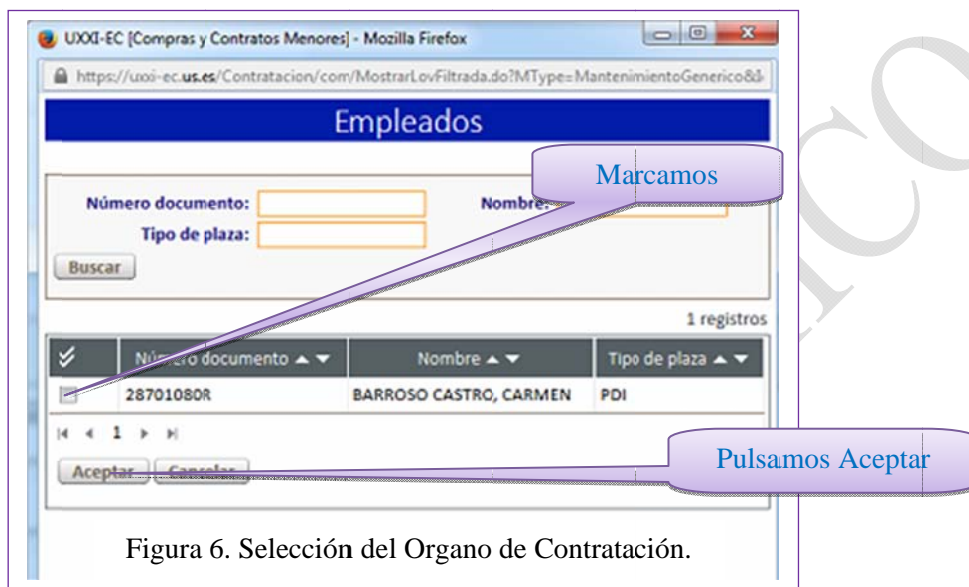 UXXI-EC [Compras y Contratos Menores] - Mozilla Firefox
https://uxxi-ec.us.es/Contratacion/com/MostrarLovFiltrada.do?MType=MantenimientoGenerico&
Empleados
Marcamos
Número documento: Nombre:
Tipo de plaza:
Buscar
1 registros
Número documento Nombre Tipo de plaza
28701080R BARROSO CASTRO, CARMEN PDI
1
Aceptar Cancelar
Pulsamos Aceptar
Figura 6. Selección del Organo de Contratación.
ICO